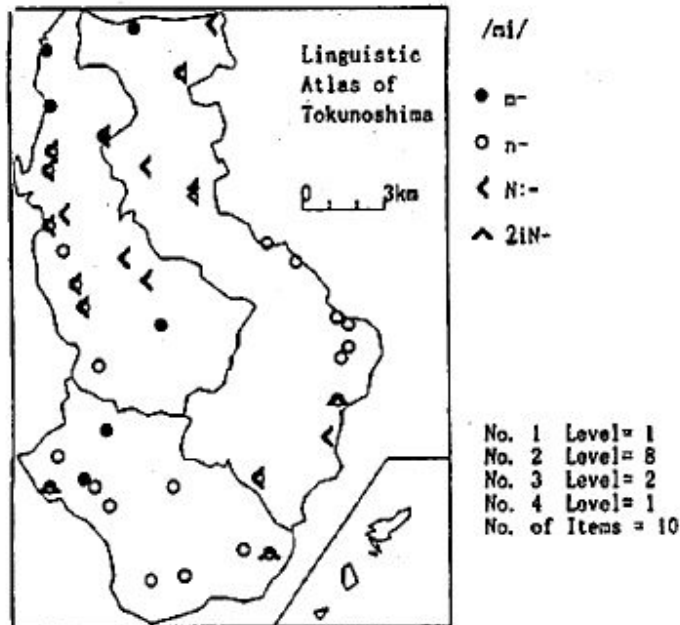 /mi/
Linguistic
Atlas of
Tokunoshima
0 3km
m-
n-
N:-
2iN-
No. 1 Level= 1
No. 2 Level= 8
No. 3 Level= 2
No. 4 Level= 1
No. of Items = 10